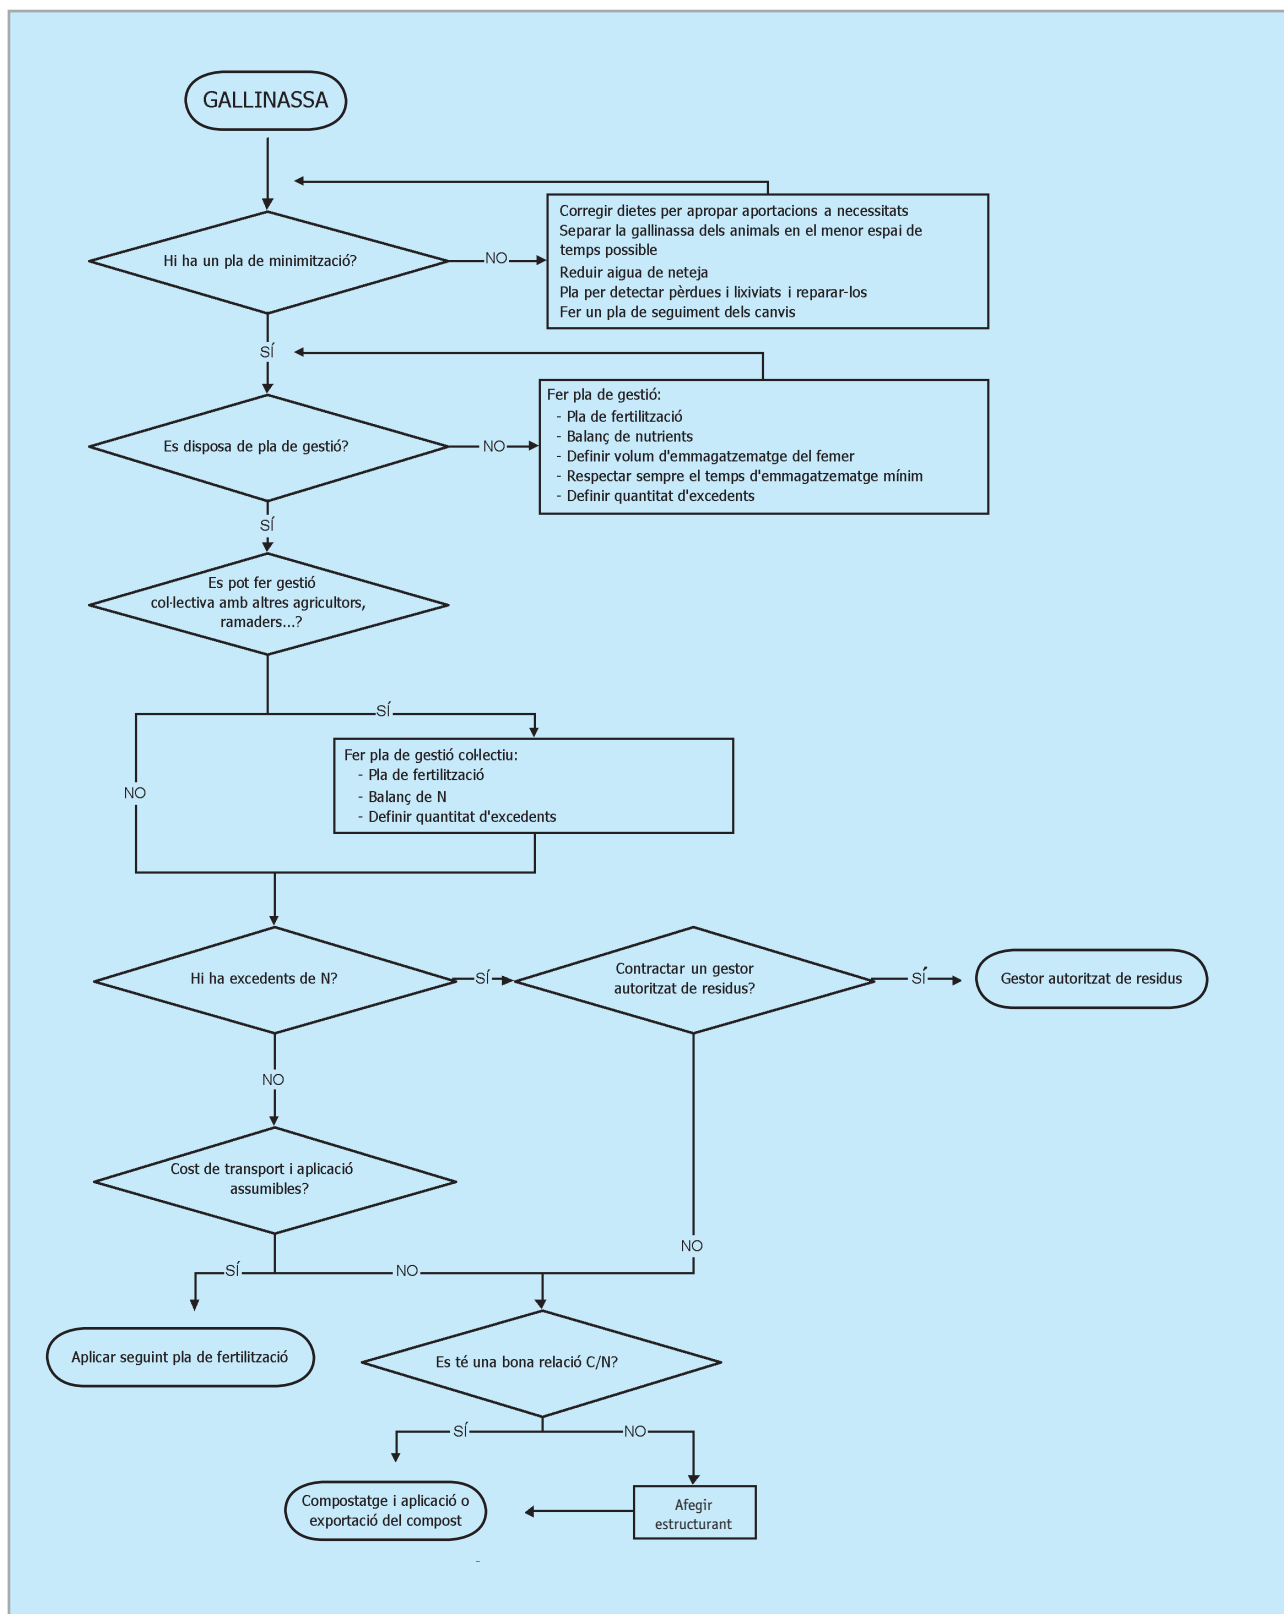 GALLINASSA
Corregir dietes per apropar aportacions a necessitats
Separar la gallinassa dels animals en el menor espai de
temps possible
Reduir aigua de neteja
Pla per detectar pèrdues i lixiviats i reparar-los
Fer un pla de seguiment dels canvis
Hi ha un pla de minimització?
NO
SÍ
Fer pla de gestió:
- Pla de fertilització
- Balanç de nutrients
- Definir volum d'emmagatzematge del femer
- Respectar sempre el temps d'emmagatzematge mínim
- Definir quantitat d'excedents
Es disposa de pla de gestió?
NO
SÍ
Es pot fer gestió
col·lectiva amb altres agricultors,
ramaders...?
SÍ
NO
Fer pla de gestió col·lectiu:
- Pla de fertilització
- Balanç de N
- Definir quantitat d'excedents
Hi ha excedents de N?
SÍ
Contractar un gestor
autoritzat de residus?
SÍ
Gestor autoritzat de residus
NO
Cost de transport i aplicació
assumibles?
NO
SÍ
NO
Aplicar seguint pla de fertilització
Es té una bona relació C/N?
SÍ
NO
Compostatge i aplicació o
exportació del compost
Afegir
estructurant